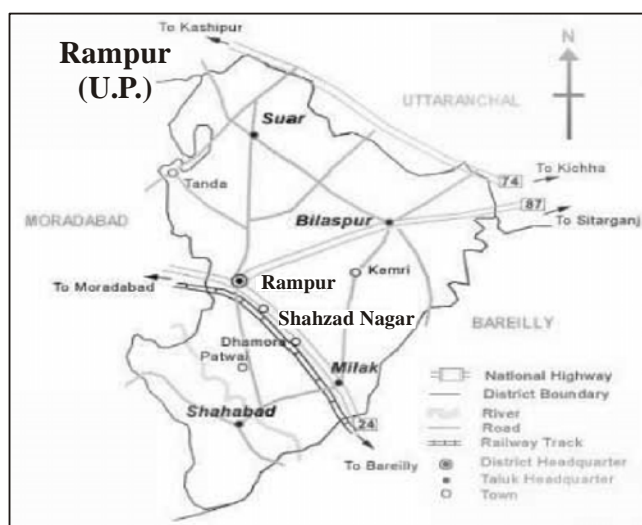 To Kashipur
Rampur
(U.P.)
N
UTTARANCHAL
Suar
To Kichha
Tanda
74
87
MORADABAD
Bilaspur
To Sitarganj
Kemri
Rampur
To Moradabad
Shahzad Nagar
BAREILLY
Dhamora
Patwai
Milak
National Highway
District Boundary
Shahabad
River
24
Road
Railway Track
To Bareilly
District Headquarter
Taluk Headquarter
Town